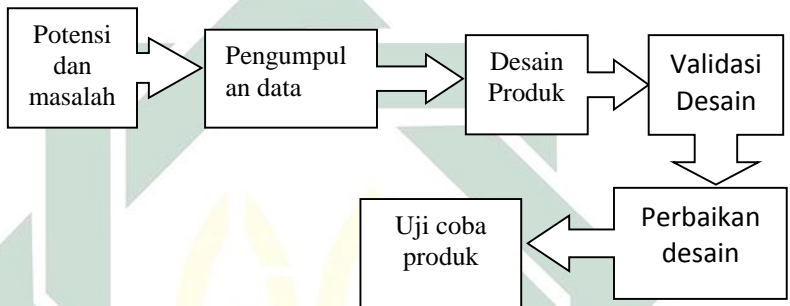 Potensi
dan
masalah
Pengumpul
an data
Desain
Produk
Validasi
Desain
Perbaikan
desain
Uji coba
produk